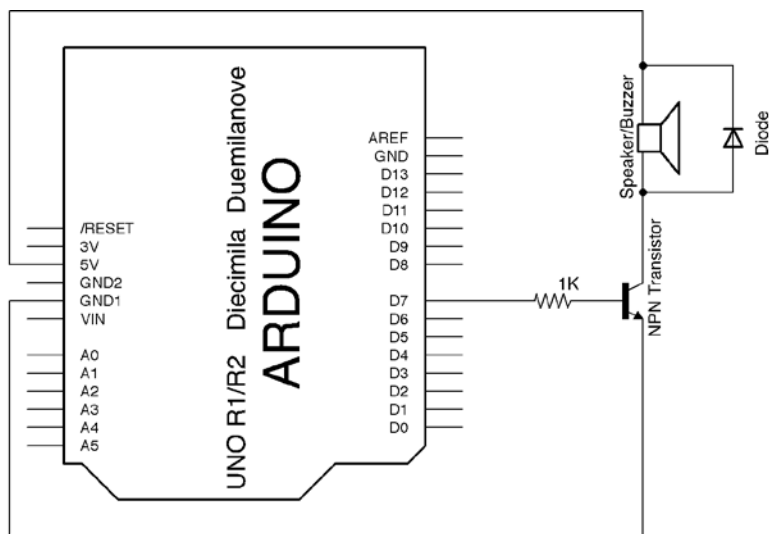 /RESET
3V
5V
GND2
GND1
VIN
A0
A1
A2
A3
A4
A5
UNO R1/R2 Diecimila Duemilanove
ARDUINO
AREF
GND
D13
D12
D11
D10
D9
D8
D7
D6
D5
D4
D3
D2
D1
D0
1K
Speaker/Buzzer
NPN Transistor
Diode